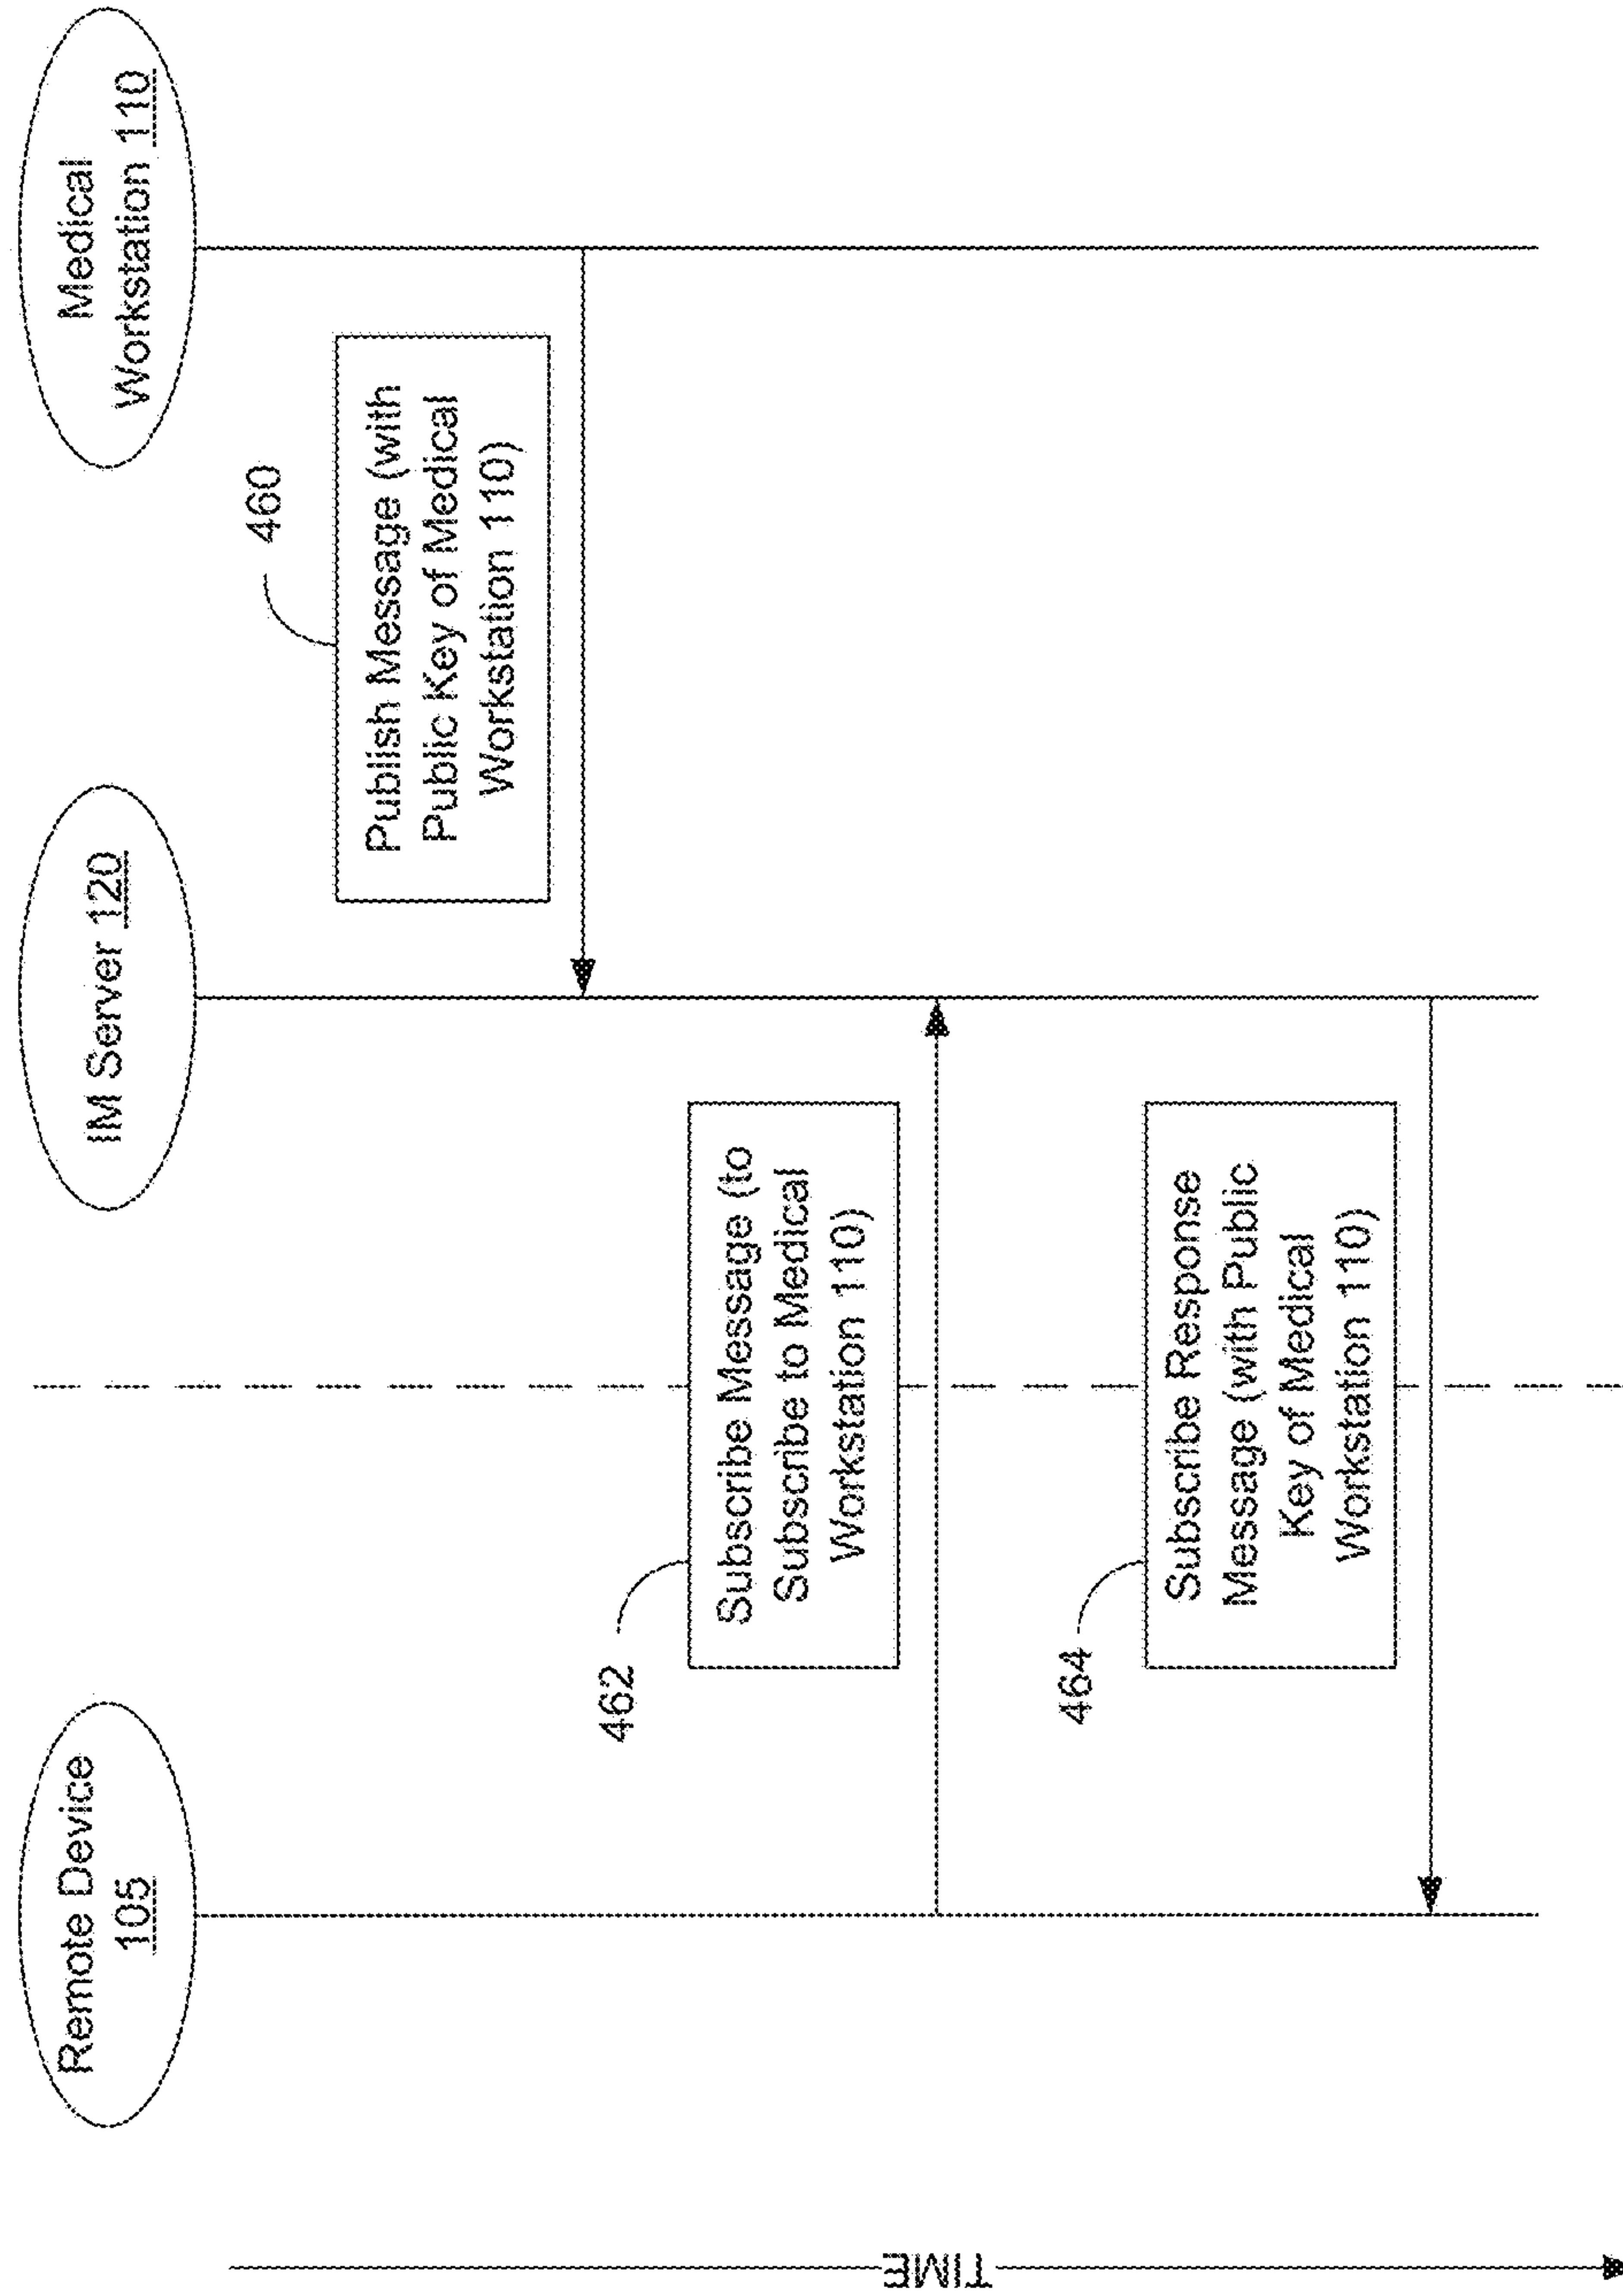 Remote Device
105
IM Server 120
Medical
Workstation 110
460
Publish Message (with
Public Key of Medical
Workstation 110)
462
Subscribe Message (to
Subscribe to Medical
Workstation 110)
464
Subscribe Response
Message (with Public
Key of Medical
Workstation 110)
TIME